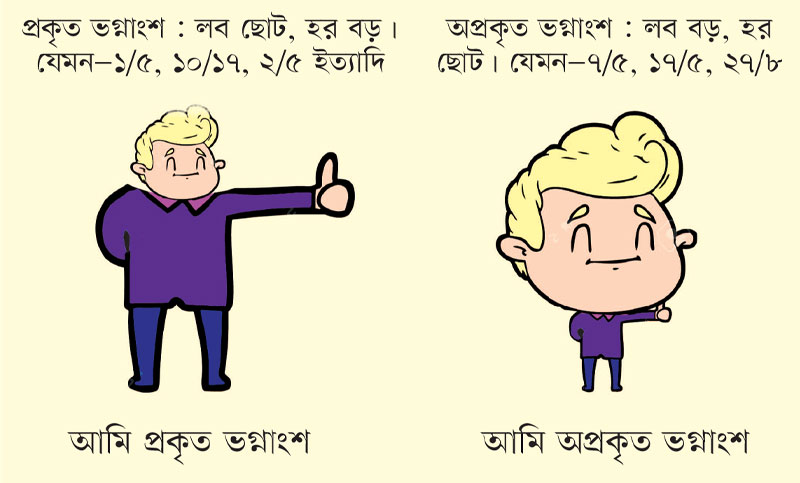 প্রকৃত ভগ্নাংশ : লব ছোট, হর বড়।
যেমন–১/৫, ১০/১৭, ২/৫ ইত্যাদি
অপ্রকৃত ভগ্নাংশ : লব বড়, হর
ছোট। যেমন–৭/৫, ১৭/৫, ২৭/৮
আমি প্রকৃত ভগ্নাংশ
আমি অপ্রকৃত ভগ্নাংশ